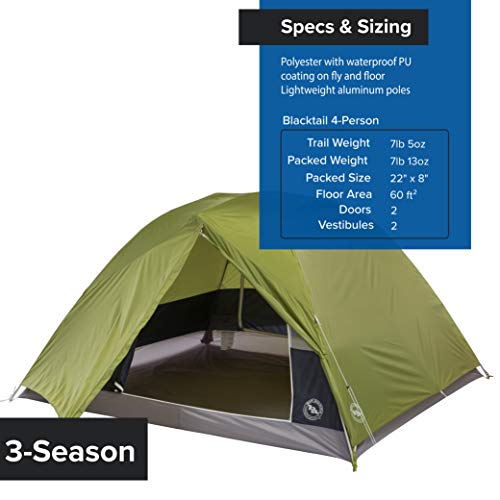 Specs & Sizing
Polyester with waterproof PU
coating on fly and floor
Lightweight aluminum poles
Blacktail 4-Person
Trail Weight 7lb 5oz
Packed Weight 7lb 13oz
Packed Size 22" x 8"
Floor Area 60 ft²
Doors 2
Vestibules 2
3-Season